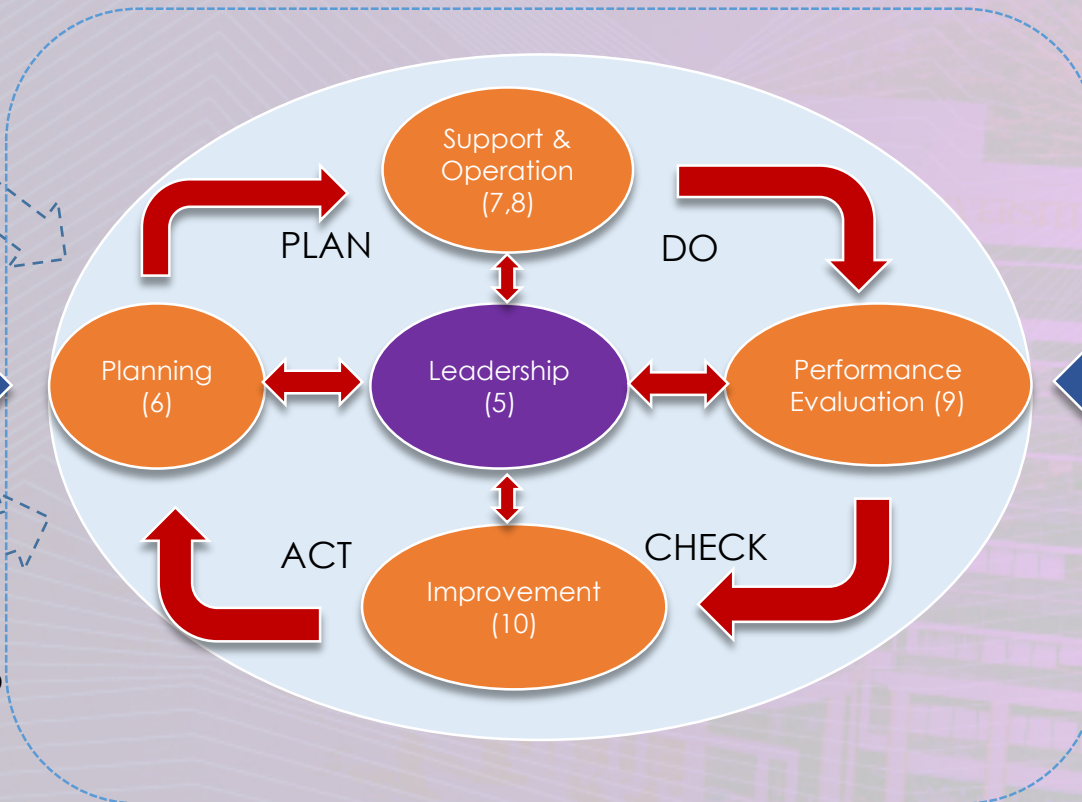 Support &
Operation
(7,8)
PLAN
DO
Planning
(6)
Leadership
(5)
Performance
Evaluation (9)
ACT
CHECK
Improvement
(10)